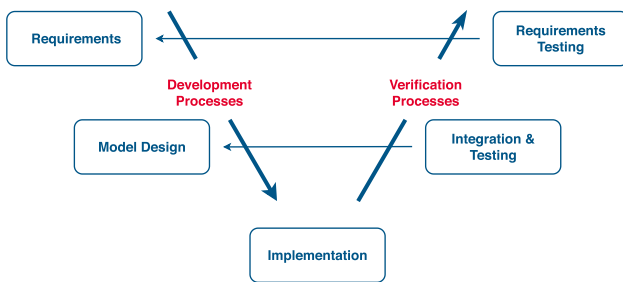 Requirements
Requirements
Testing
Development
Processes
Verification
Processes
Model Design
Integration &
Testing
Implementation